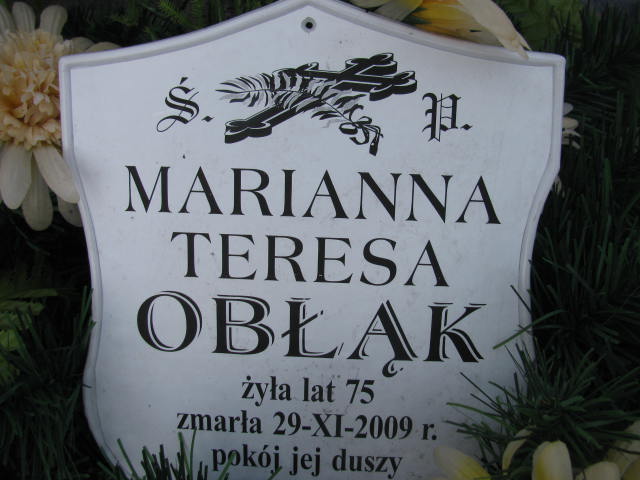 Ś. P.
MARIANNA
TERESA
OBŁĄK
żyła lat 75
zmarła 29-XI-2009 r.
pokój jej duszy